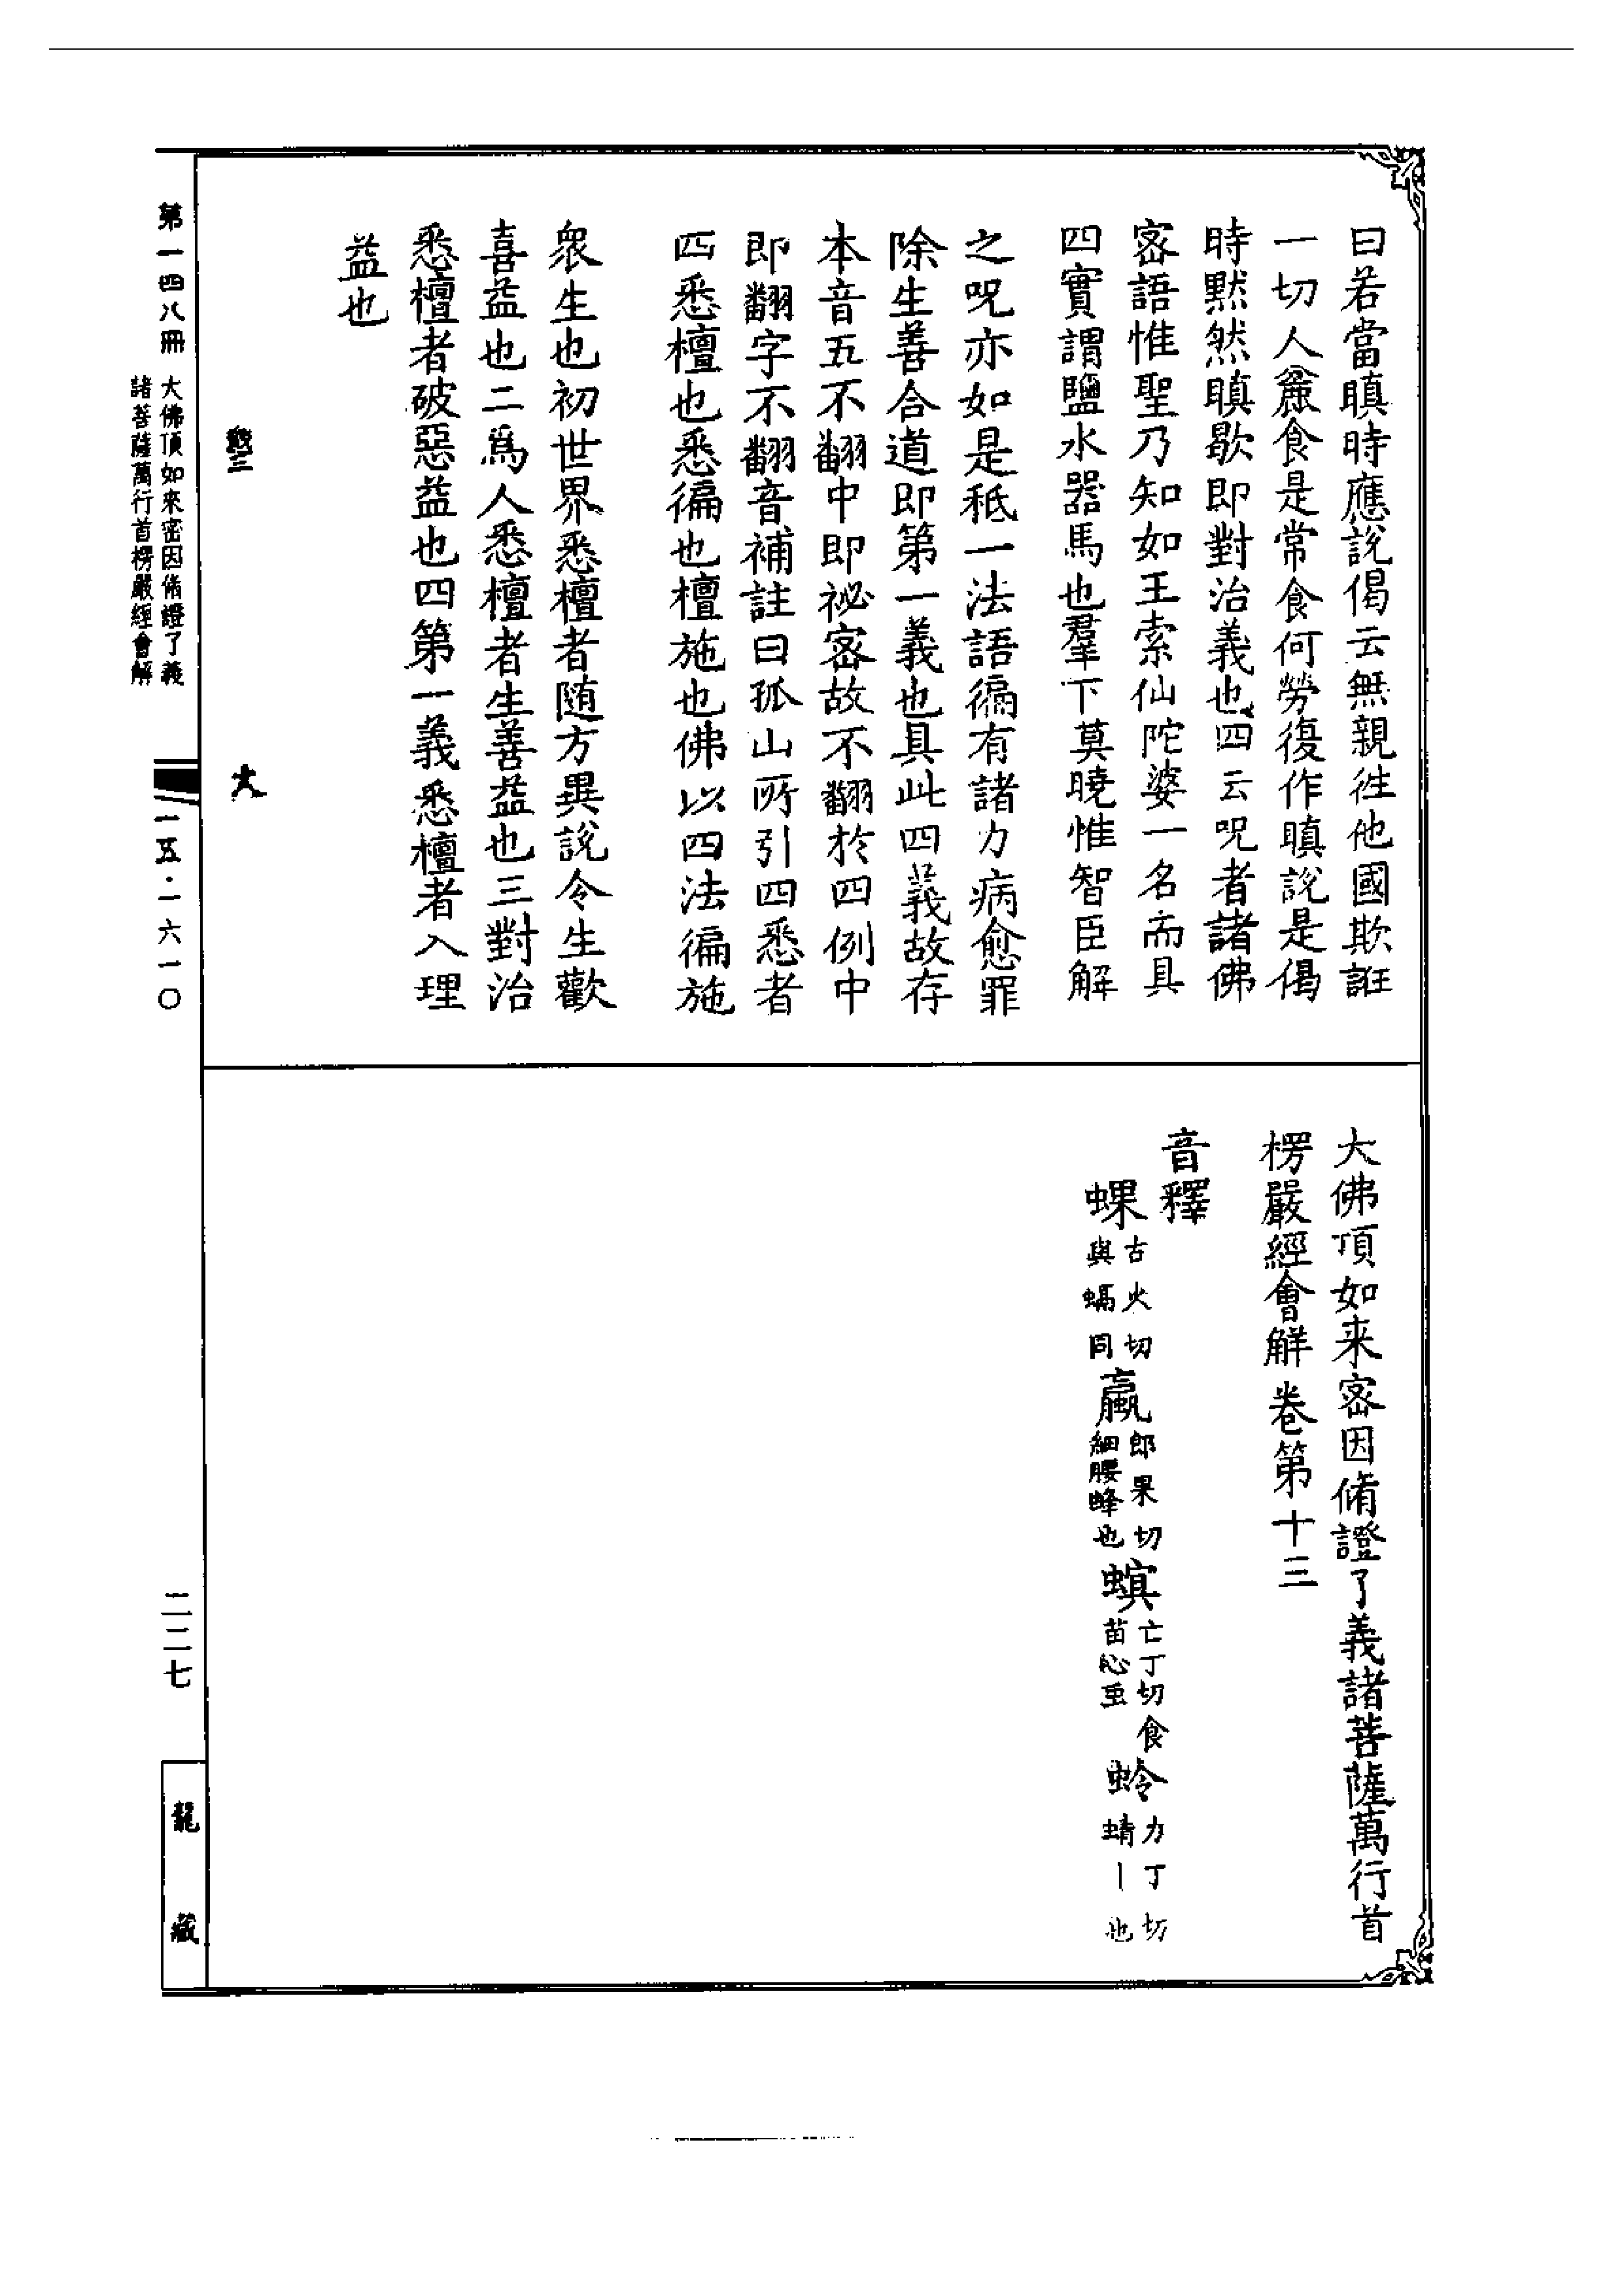 曰若當瞋時應說偈云無親徃他國欺誑
一切人麁食是常食何勞復作瞋說是偈
時默然瞋歇即對治義也四云呪者諸佛
密語惟聖乃知如王索仙陀婆一名而具
四實謂鹽水器馬也羣下莫曉惟智臣解
之呪亦如是秪一法語徧有諸力病愈罪
除生善合道即第一義也具此四義故存
本音五不翻中即祕密故不翻於四例中
即翻字不翻音補註曰孤山所引四悉者
四悉檀也悉徧也檀施也佛以四法徧施
衆生也初世界悉檀者随方異說令生歡
喜益也二爲人悉檀者生善益也三對治
悉檀者破惡益也四第一義悉檀者入理
益也
大佛頂如来密因脩證了義諸菩薩萬行首
楞嚴經會解卷第十三
音釋
蜾古火切與蝸同蠃郎果切細腰蜂也螟亡丁切食苗心虫蛉力丁切蜻丨也
第一四八冊 大佛頂如來密因脩證了義
諸菩薩萬行首楞嚴經會解
一五·一六一〇
二二七
龍藏